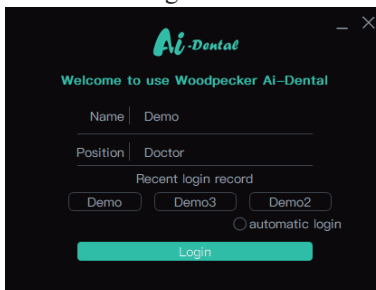 Ai-Dental
Welcome to use Woodpecker Ai-Dental
Name Demo
Position Doctor
Recent login record
Demo Demo3 Demo2
automatic login
Login